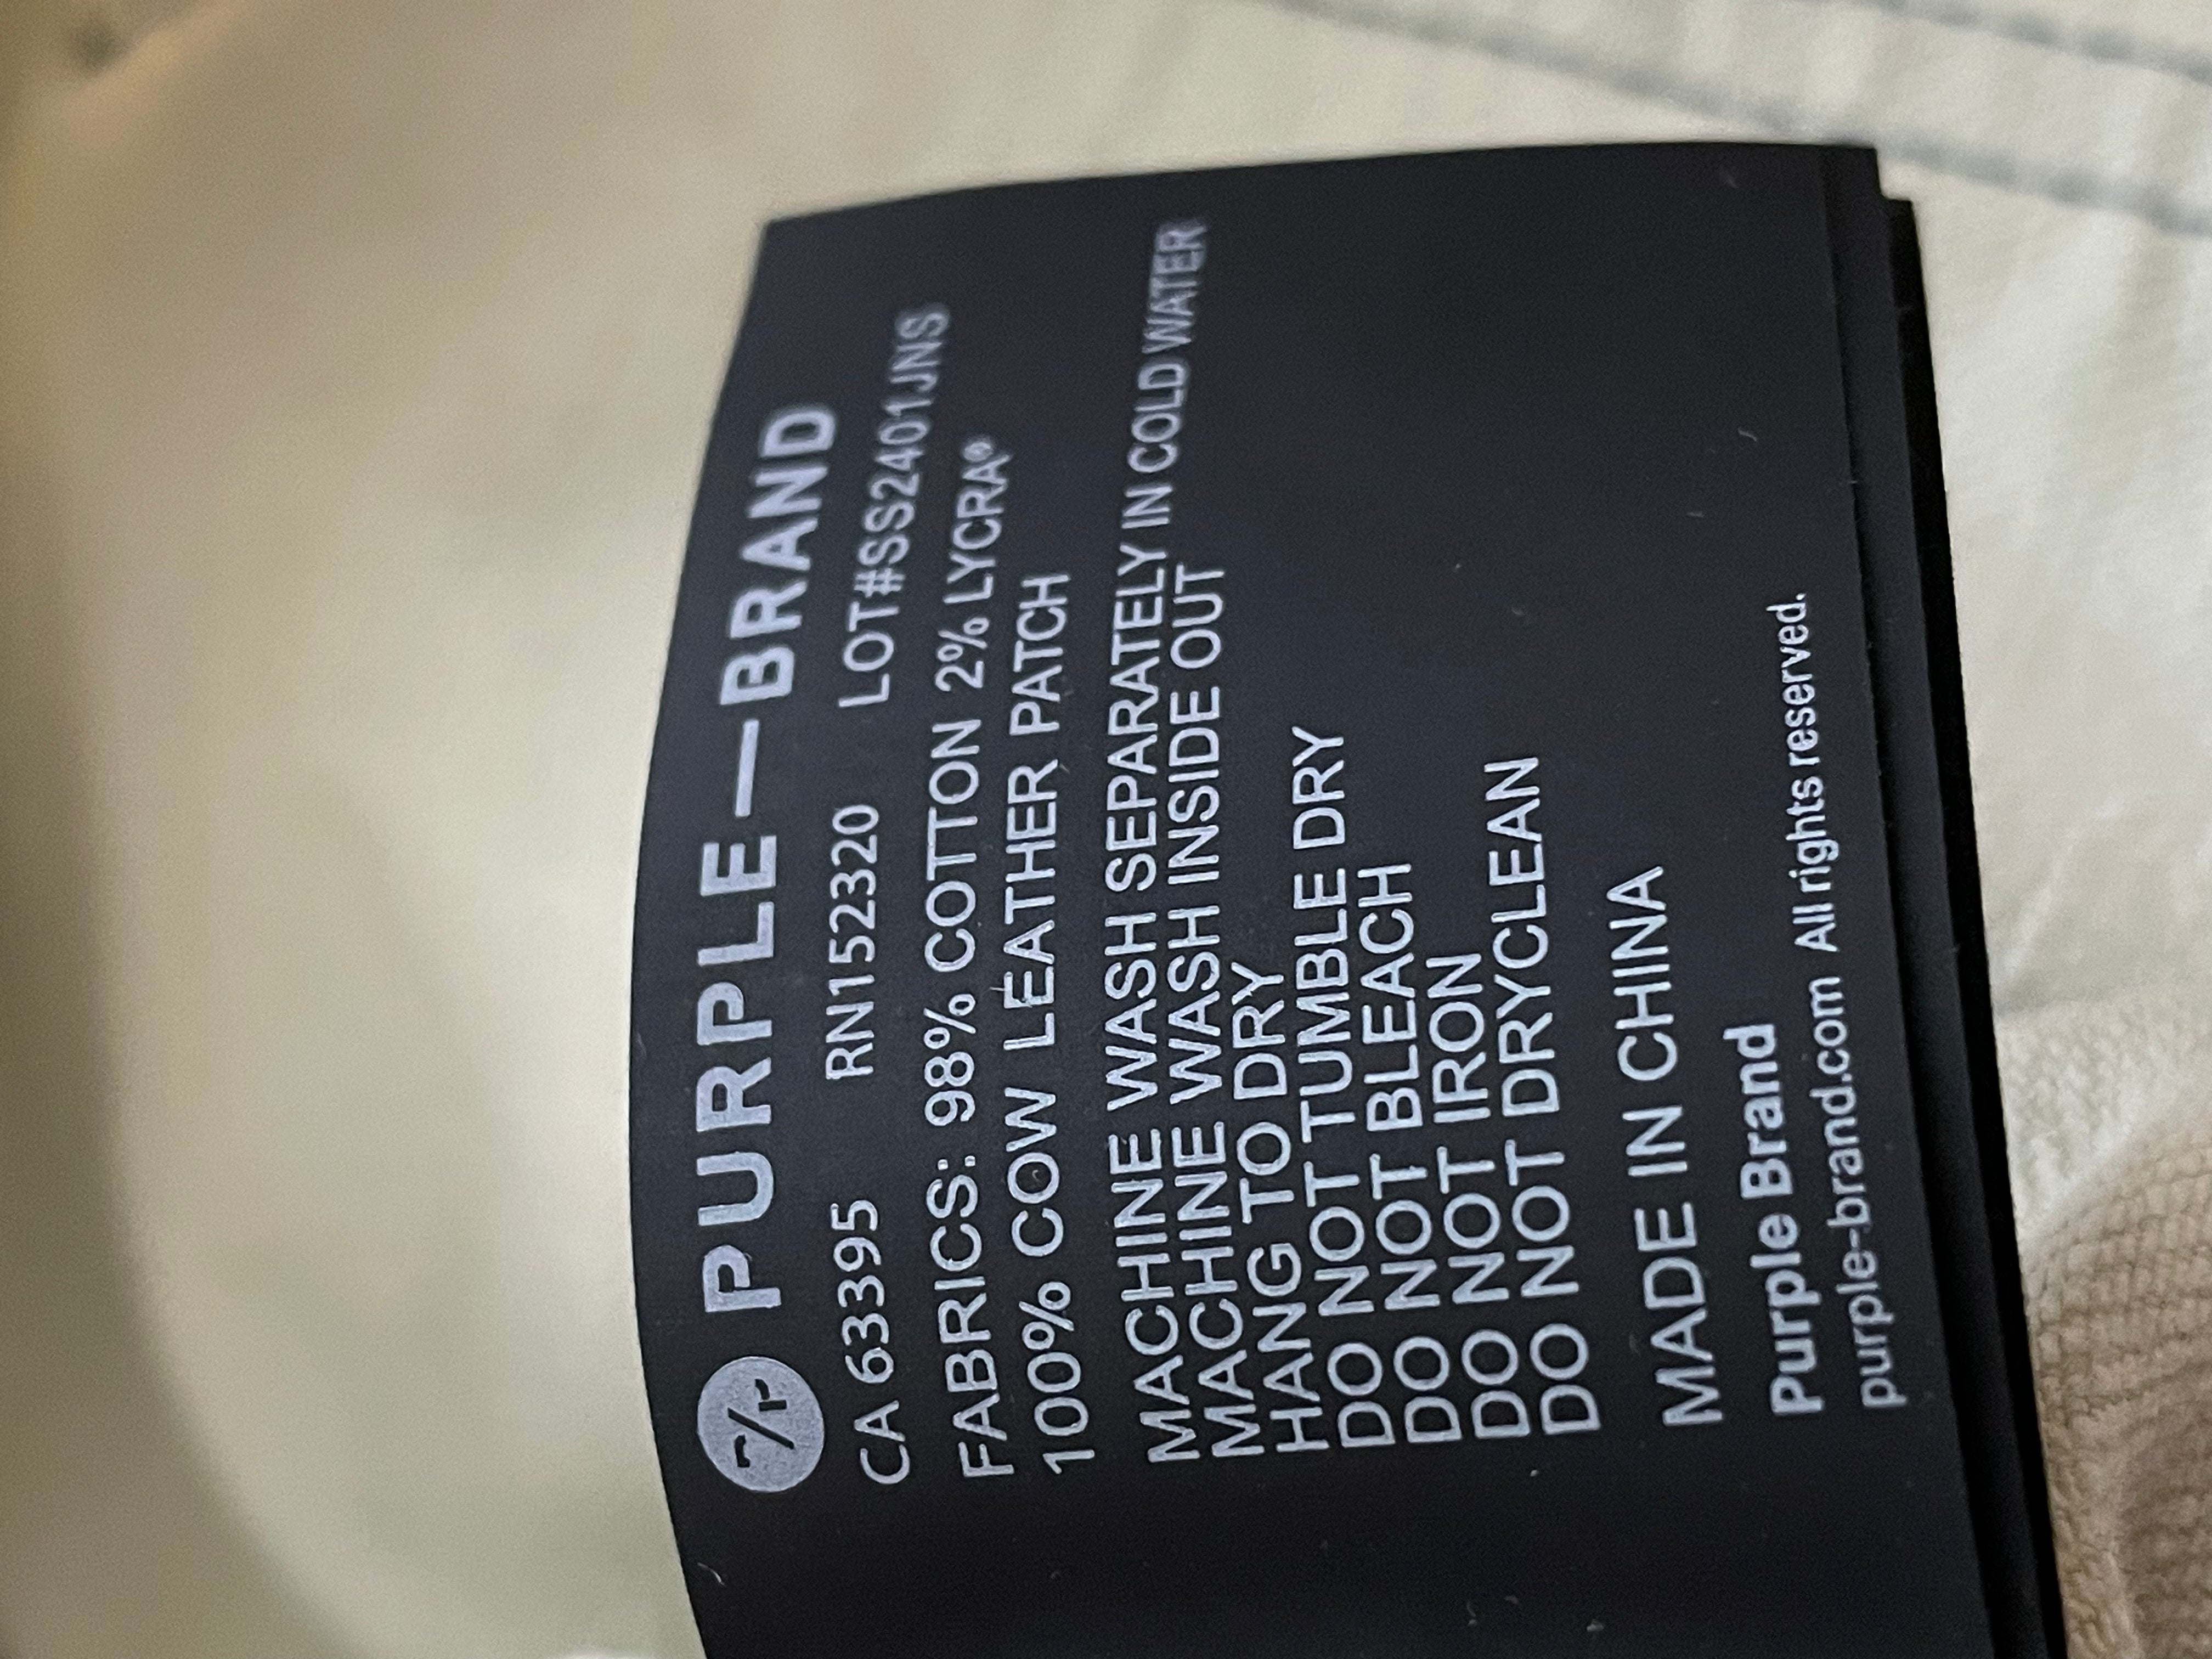 PURPLE—BRAND
CA 63395 RN152320 LOT#SS2401JNS
FABRICS: 98% COTTON 2% LYCRA®
100% COW LEATHER PATCH
MACHINE WASH SEPARATELY IN COLD WATER
MACHINE WASH INSIDE OUT
HANG TO DRY
DO NOT TUMBLE DRY
DO NOT BLEACH
DO NOT IRON
DO NOT DRYCLEAN
MADE IN CHINA
Purple Brand
purple-brand.com All rights reserved.